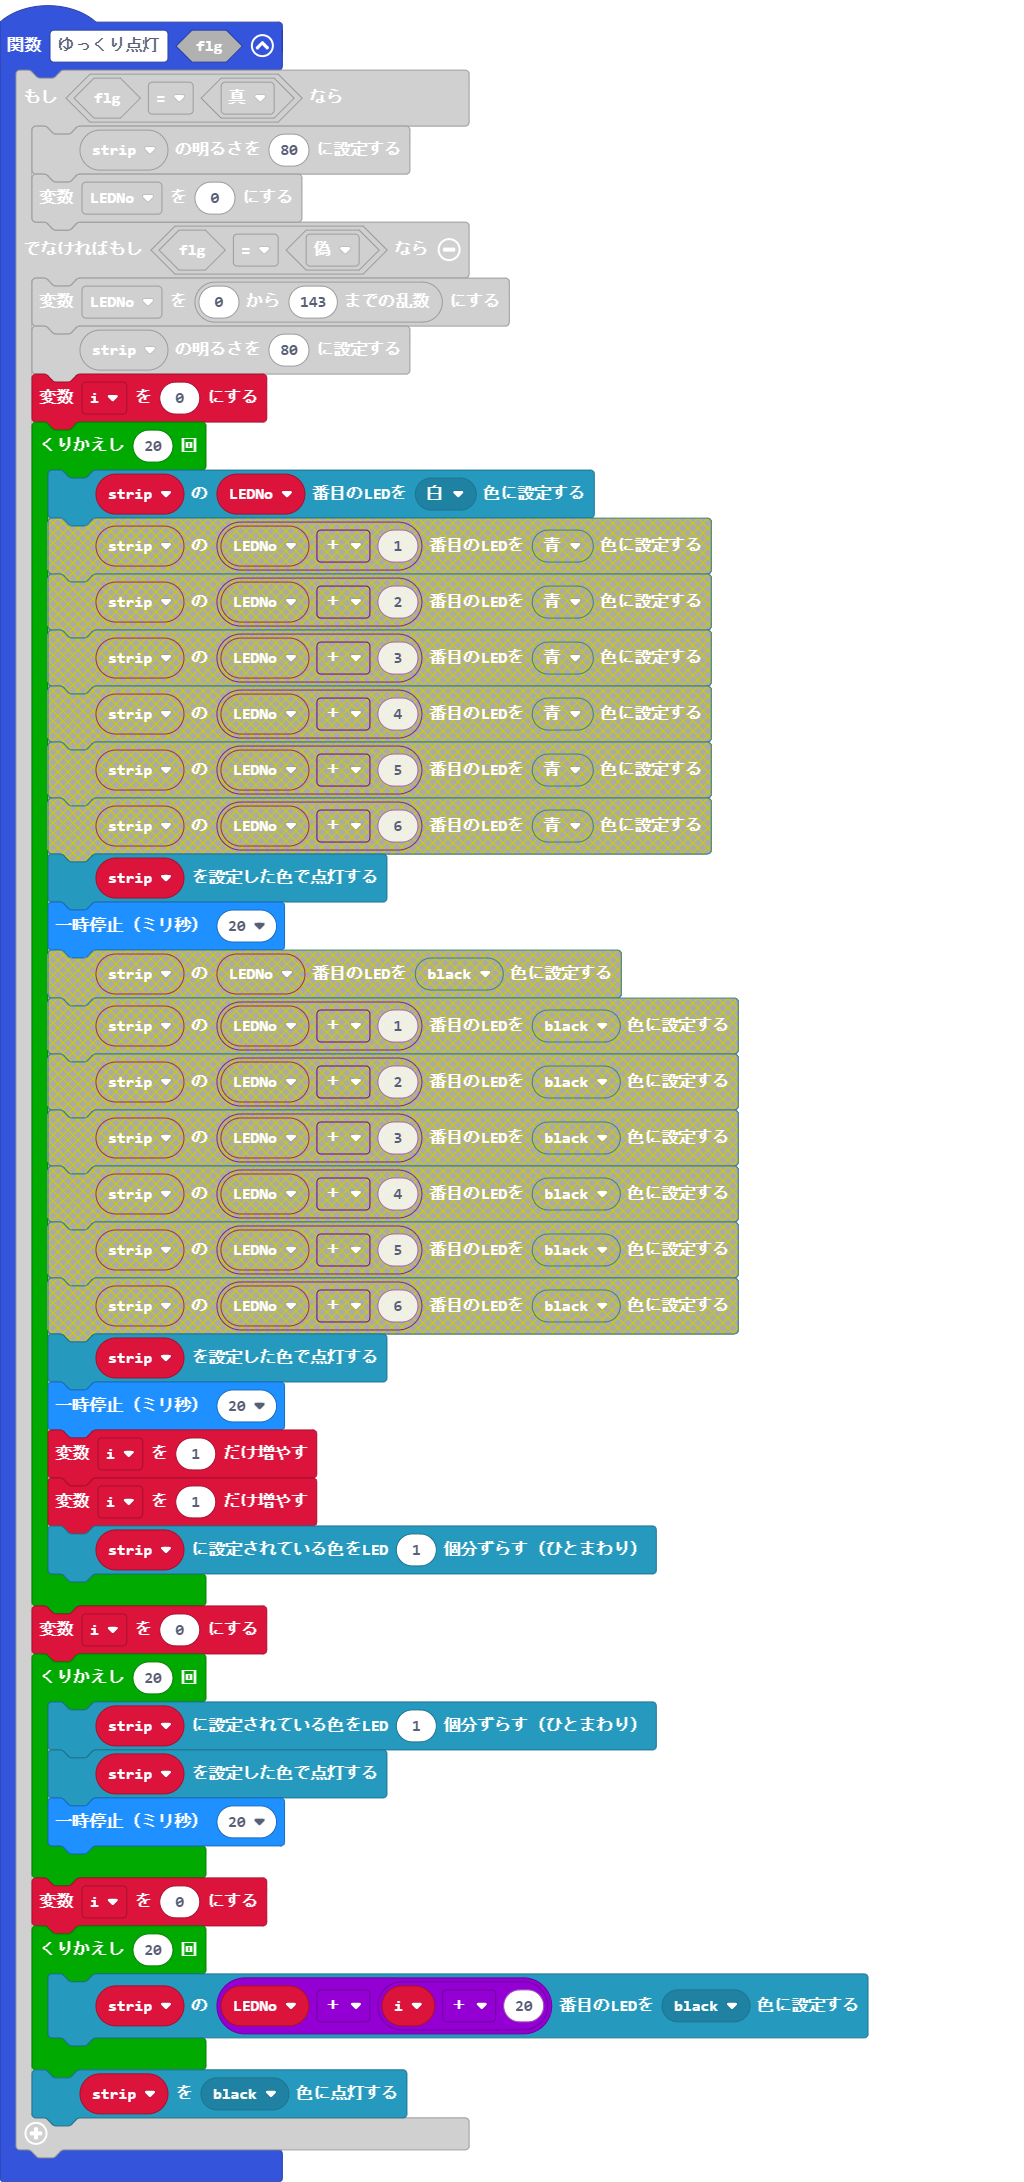 関数 ゆっくり点灯 flg
もし flg = 真 なら
strip の明るさを 80 に設定する
変数 LEDNo を 0 にする
でなければもし flg = 偽 なら
変数 LEDNo を 0 から 143 までの乱数 にする
strip の明るさを 80 に設定する
変数 i を 0 にする
くりかえし 20 回
strip の LEDNo 番目のLEDを 白 色に設定する
strip の LEDNo + 1 番目のLEDを 青 色に設定する
strip の LEDNo + 2 番目のLEDを 青 色に設定する
strip の LEDNo + 3 番目のLEDを 青 色に設定する
strip の LEDNo + 4 番目のLEDを 青 色に設定する
strip の LEDNo + 5 番目のLEDを 青 色に設定する
strip の LEDNo + 6 番目のLEDを 青 色に設定する
strip を設定した色で点灯する
一時停止（ミリ秒） 20
strip の LEDNo 番目のLEDを black 色に設定する
strip の LEDNo + 1 番目のLEDを black 色に設定する
strip の LEDNo + 2 番目のLEDを black 色に設定する
strip の LEDNo + 3 番目のLEDを black 色に設定する
strip の LEDNo + 4 番目のLEDを black 色に設定する
strip の LEDNo + 5 番目のLEDを black 色に設定する
strip の LEDNo + 6 番目のLEDを black 色に設定する
strip を設定した色で点灯する
一時停止（ミリ秒） 20
変数 i を 1 だけ増やす
変数 i を 1 だけ増やす
strip に設定されている色をLED 1 個分ずらす（ひとまわり）
変数 i を 0 にする
くりかえし 20 回
strip に設定されている色をLED 1 個分ずらす（ひとまわり）
strip を設定した色で点灯する
一時停止（ミリ秒） 20
変数 i を 0 にする
くりかえし 20 回
strip の LEDNo + i + 20 番目のLEDを black 色に設定する
strip を black 色に点灯する